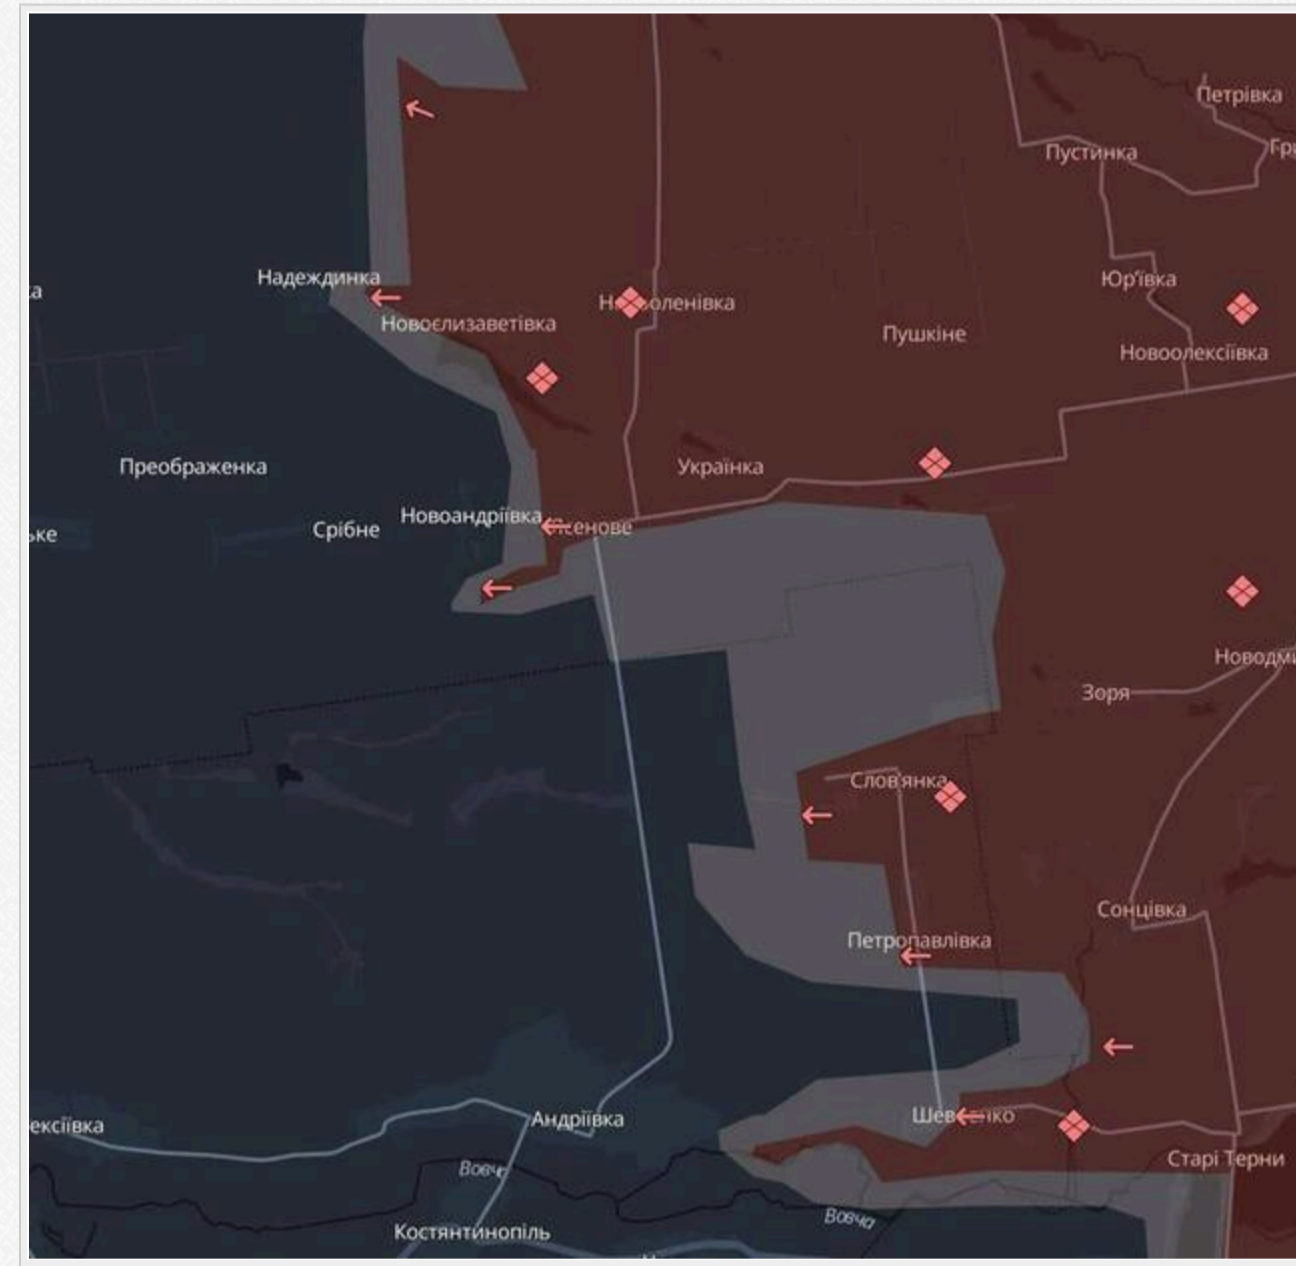 Петрівка
Пустинка
Надеждинка
Юр'ївка
Новоєлизаветівка
Пушкіне
Новоолексіївка
Преображенка
Українка
Новоандріївка
Срібне
Зоря
Слов'янка
Сонцівка
Петропавлівка
Андріївка
Старі Терни
Вовча
Костянтинопіль